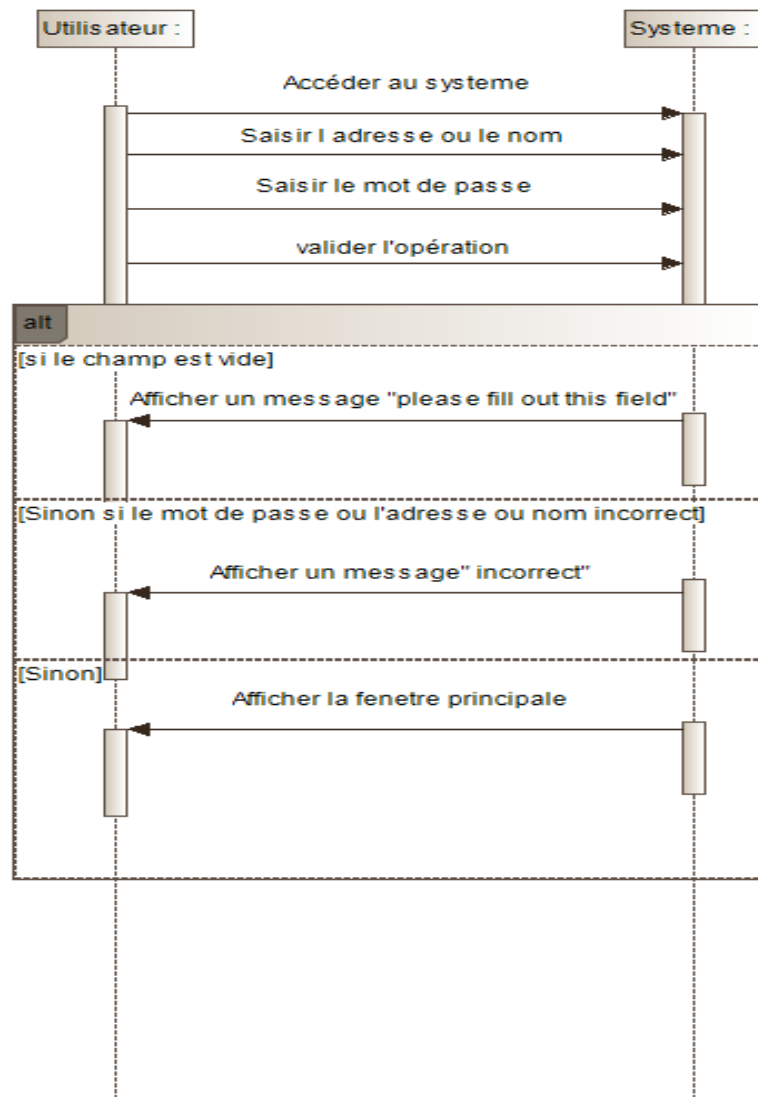 Utilisateur :
Systeme :
Accéder au systeme
Saisir l adresse ou le nom
Saisir le mot de passe
valider l'opération
alt
[si le champ est vide]
Afficher un message "please fill out this field"
[Sinon si le mot de passe ou l'adresse ou nom incorrect]
Afficher un message" incorrect"
[Sinon]
Afficher la fenetre principale